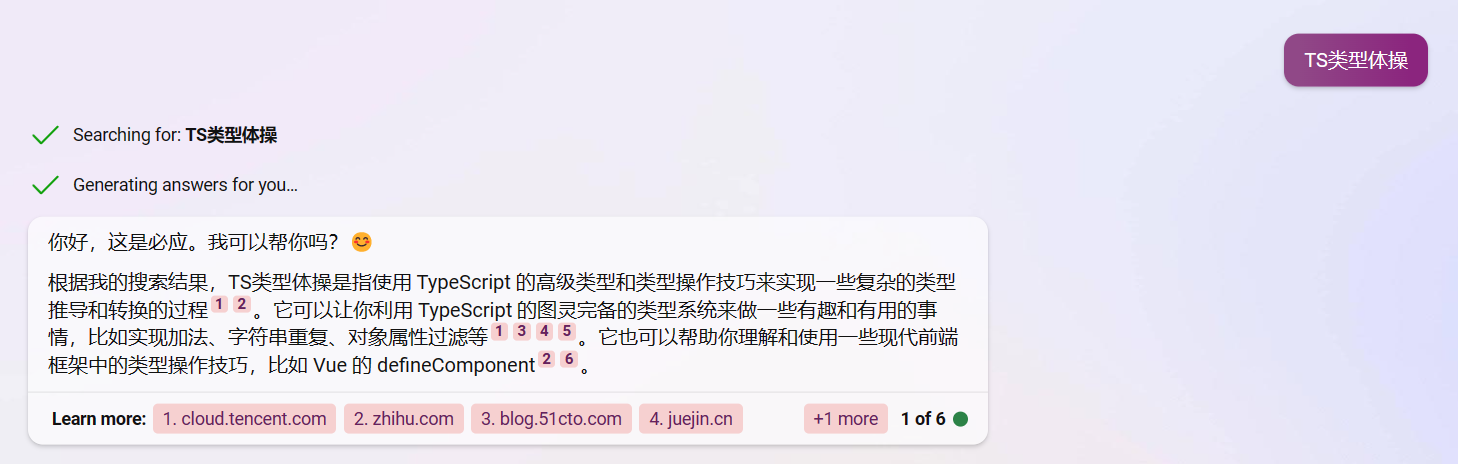 TS类型体操
Searching for: TS类型体操
Generating answers for you…
你好，这是必应。我可以帮你吗？😊
根据我的搜索结果，TS类型体操是指使用 TypeScript 的高级类型和类型操作技巧来实现一些复杂的类型
推导和转换的过程1 2。它可以让你利用 TypeScript 的图灵完备的类型系统来做一些有趣和有用的事
情，比如实现加法、字符串重复、对象属性过滤等1 3 4 5。它也可以帮助你理解和使用一些现代前端
框架中的类型操作技巧，比如 Vue 的 defineComponent2 6。
Learn more: 1. cloud.tencent.com 2. zhihu.com 3. blog.51cto.com 4. juejin.cn +1 more 1 of 6